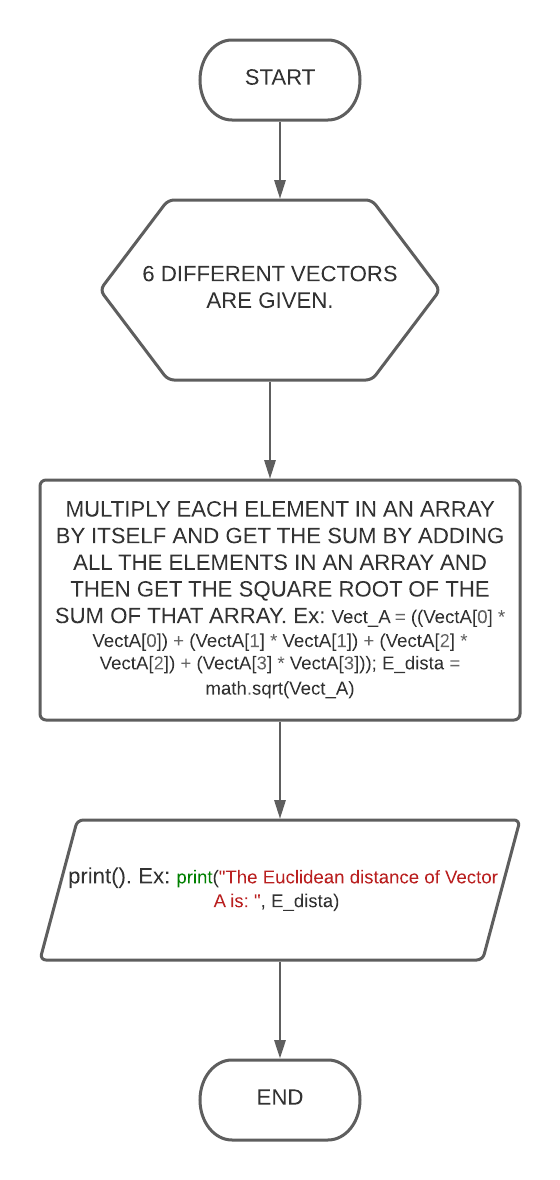 START
6 DIFFERENT VECTORS
ARE GIVEN.
MULTIPLY EACH ELEMENT IN AN ARRAY
BY ITSELF AND GET THE SUM BY ADDING
ALL THE ELEMENTS IN AN ARRAY AND
THEN GET THE SQUARE ROOT OF THE
SUM OF THAT ARRAY. Ex: Vect_A = ((VectA[0] *
VectA[0]) + (VectA[1] * VectA[1]) + (VectA[2] *
VectA[2]) + (VectA[3] * VectA[3])); E_dista =
math.sqrt(Vect_A)
print(). Ex: print("The Euclidean distance of Vector
A is: ", E_dista)
END